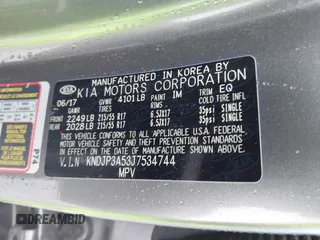 MANUFACTURED IN KOREA BY
KIA KIA MOTORS CORPORATION
06/17 GVWR 4101LB PAINT IM TRIM EQ
GAWR TIRES RIMS COLD TIRE INFL
FRONT 2249LB 215/55 R17 6.5JX17 35psi SINGLE
REAR 2028LB 215/55 R17 6.5JX17 35psi SINGLE
THIS VEHICLE CONFORMS TO ALL APPLICABLE U.S.A. FEDERAL
MOTOR VEHICLE SAFETY AND THEFT PREVENTION STANDARDS
IN EFFECT ON THE DATE OF MANUFACTURE SHOWN ABOVE.
V.I.N KNDJP3A53J7534744
MPV
P74
DREAMBID